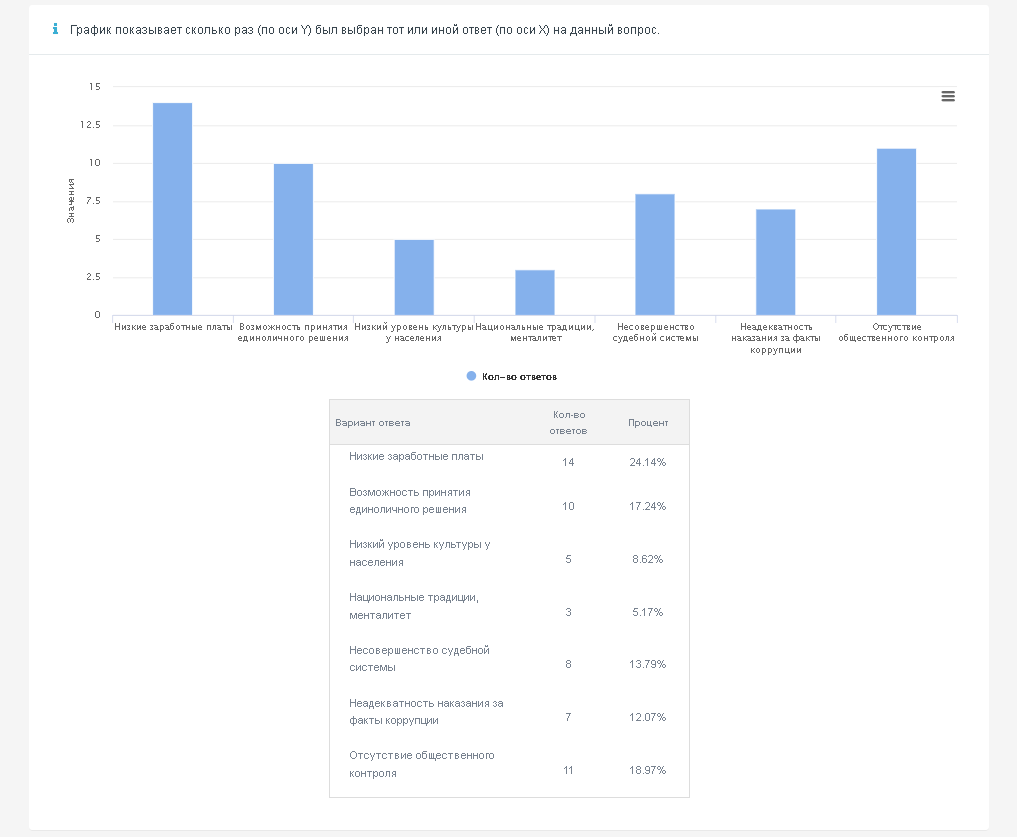 График показывает сколько раз (по оси Y) был выбран тот или иной ответ (по оси X) на данный вопрос.
15
12.5
10
7.5
5
2.5
0
Значения
Низкие заработные платы
Возможность принятия
единоличного решения
Низкий уровень культуры
у населения
Национальные традиции,
менталитет
Несовершенство
судебной системы
Неадекватность
наказания за факты
коррупции
Отсутствие
общественного контроля
Кол-во ответов
Вариант ответа
Кол-во
ответов
Процент
Низкие заработные платы
14
24.14%
Возможность принятия
единоличного решения
10
17.24%
Низкий уровень культуры у
населения
5
8.62%
Национальные традиции,
менталитет
3
5.17%
Несовершенство судебной
системы
8
13.79%
Неадекватность наказания за
факты коррупции
7
12.07%
Отсутствие общественного
контроля
11
18.97%